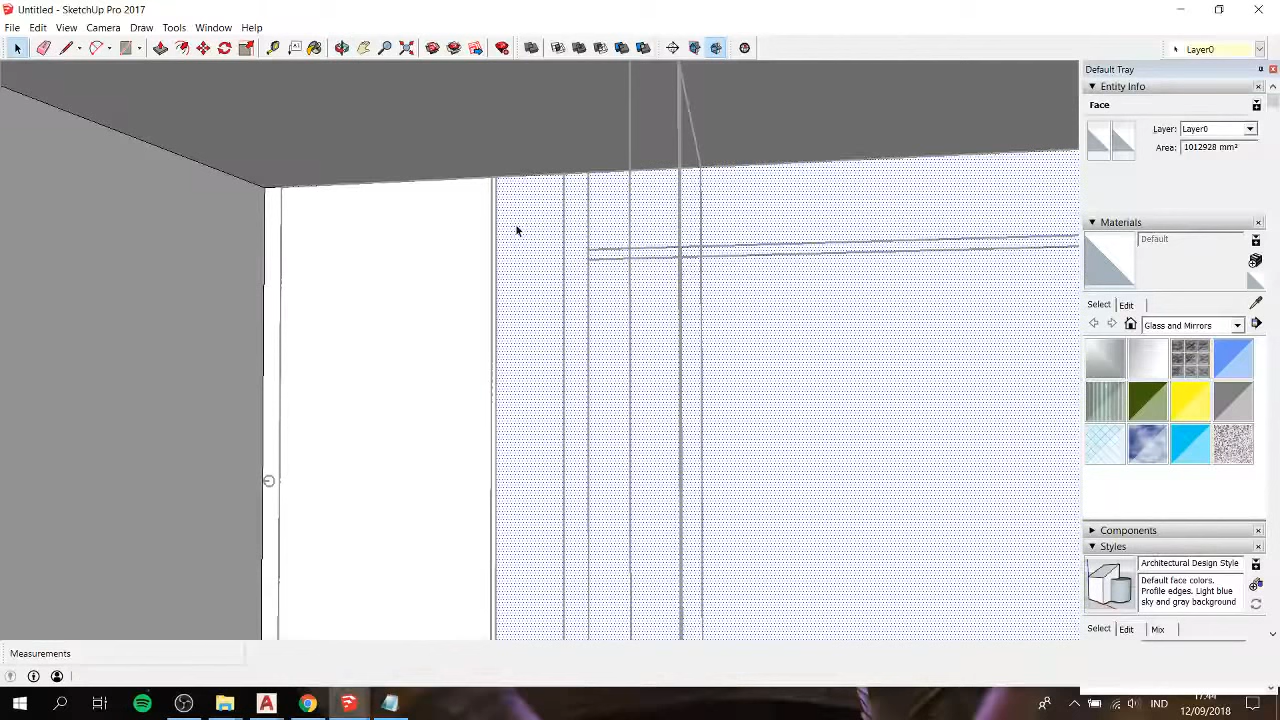 Untitled - SketchUp Pro 2017
File Edit View Camera Draw Tools Window Help
Layer0
Default Tray
Entity Info
Face
Layer: Layer0
Area: 1012928 mm²
Materials
Default
Select Edit
Glass and Mirrors
Components
Styles
Architectural Design Style
Default face colors.
Profile edges. Light blue
sky and gray background
Select Edit Mix
Measurements
IND
17:44
12/09/2018